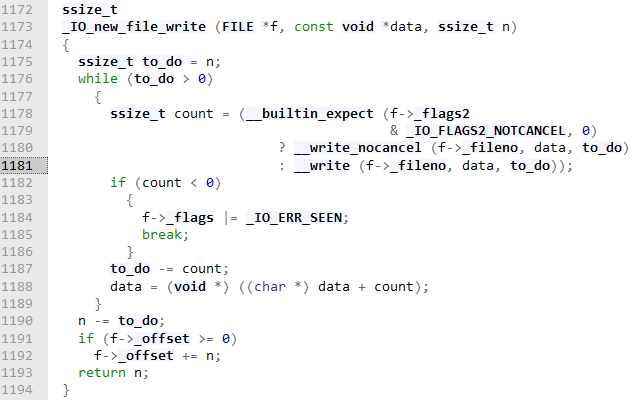 1172 ssize_t
1173 _IO_new_file_write (FILE *f, const void *data, ssize_t n)
1174 {
1175   ssize_t to_do = n;
1176   while (to_do > 0)
1177     {
1178       ssize_t count = (__builtin_expect (f->_flags2
1179                                          & _IO_FLAGS2_NOTCANCEL, 0)
1180                            ? __write_nocancel (f->_fileno, data, to_do)
1181                            : __write (f->_fileno, data, to_do));
1182       if (count < 0)
1183         {
1184           f->_flags |= _IO_ERR_SEEN;
1185           break;
1186         }
1187       to_do -= count;
1188       data = (void *) ((char *) data + count);
1189     }
1190   n -= to_do;
1191   if (f->_offset >= 0)
1192     f->_offset += n;
1193   return n;
1194 }